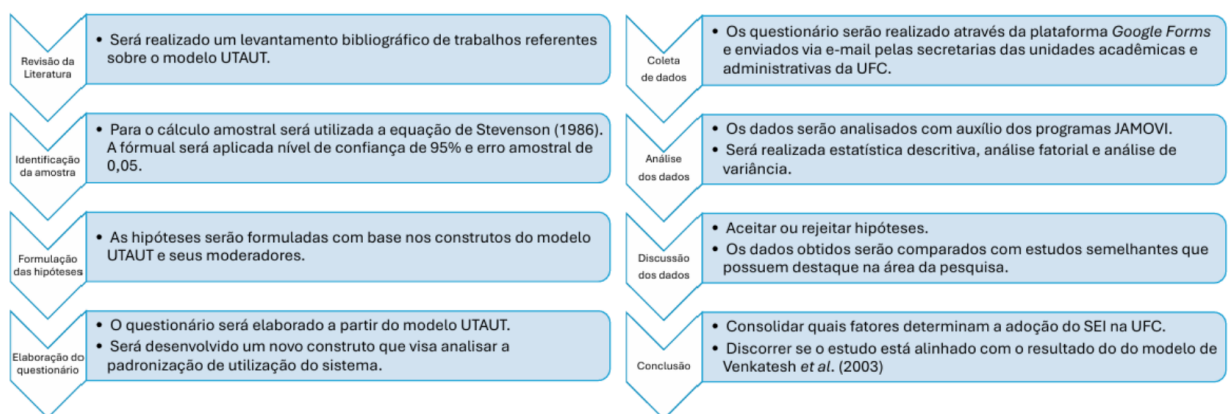 Revisão da
Literatura
• Será realizado um levantamento bibliográfico de trabalhos referentes
sobre o modelo UTAUT.
Identificação
da amostra
• Para o cálculo amostral será utilizada a equação de Stevenson (1986).
A fórmual será aplicada nível de confiança de 95% e erro amostral de
0,05.
Formulação
das hipóteses
• As hipóteses serão formuladas com base nos construtos do modelo
UTAUT e seus moderadores.
Elaboração do
questionário
• O questionário será elaborado a partir do modelo UTAUT.
• Será desenvolvido um novo construto que visa analisar a
padronização de utilização do sistema.
Coleta
de dados
• Os questionário serão realizado através da plataforma Google Forms
e enviados via e-mail pelas secretarias das unidades acadêmicas e
administrativas da UFC.
Análise
dos dados
• Os dados serão analisados com auxílio dos programas JAMOVI.
• Será realizada estatística descritiva, análise fatorial e análise de
variância.
Discussão
dos dados
• Aceitar ou rejeitar hipóteses.
• Os dados obtidos serão comparados com estudos semelhantes que
possuem destaque na área da pesquisa.
Conclusão
• Consolidar quais fatores determinam a adoção do SEI na UFC.
• Discorrer se o estudo está alinhado com o resultado do do modelo de
Venkatesh et al. (2003)